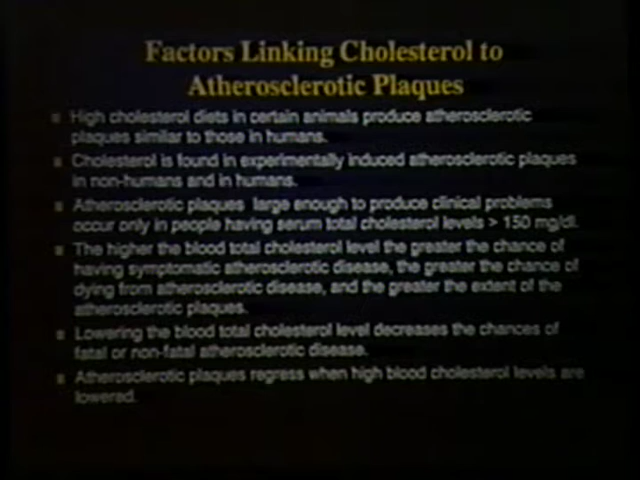 Factors Linking Cholesterol to
Atherosclerotic Plaques
High cholesterol diets in certain animals produce atherosclerotic
plaques similar to those in humans.
Cholesterol is found in experimentally induced atherosclerotic plaques
in non-humans and in humans.
Atherosclerotic plaques large enough to produce clinical problems
occur only in people having serum total cholesterol levels > 150 mg/dl.
The higher the blood total cholesterol level the greater the chance of
having symptomatic atherosclerotic disease, the greater the chance of
dying from atherosclerotic disease, and the greater the extent of the
atherosclerotic plaques.
Lowering the blood total cholesterol level decreases the chances of
fatal or non-fatal atherosclerotic disease.
Atherosclerotic plaques regress when high blood cholesterol levels are
lowered.